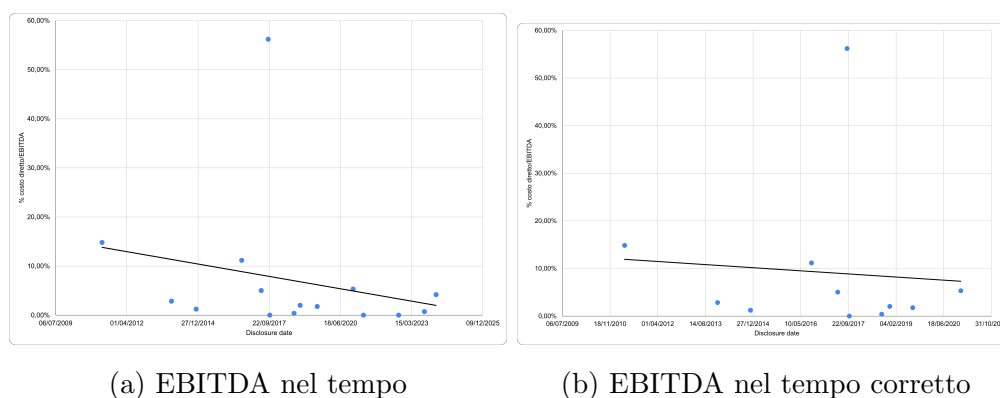 60,00%
50,00%
40,00%
30,00%
20,00%
10,00%
0,00%
% costo diretto/EBITDA
06/07/2009 01/04/2012 27/12/2014 22/09/2017 18/06/2020 15/03/2023 09/12/2025
Disclosure date
60,00%
50,00%
40,00%
30,00%
20,00%
10,00%
0,00%
% costo diretto/EBITDA
06/07/2009 18/11/2010 01/04/2012 14/08/2013 27/12/2014 10/05/2016 22/09/2017 04/02/2019 18/06/2020 31/10/20
Disclosure date
(a) EBITDA nel tempo
(b) EBITDA nel tempo corretto